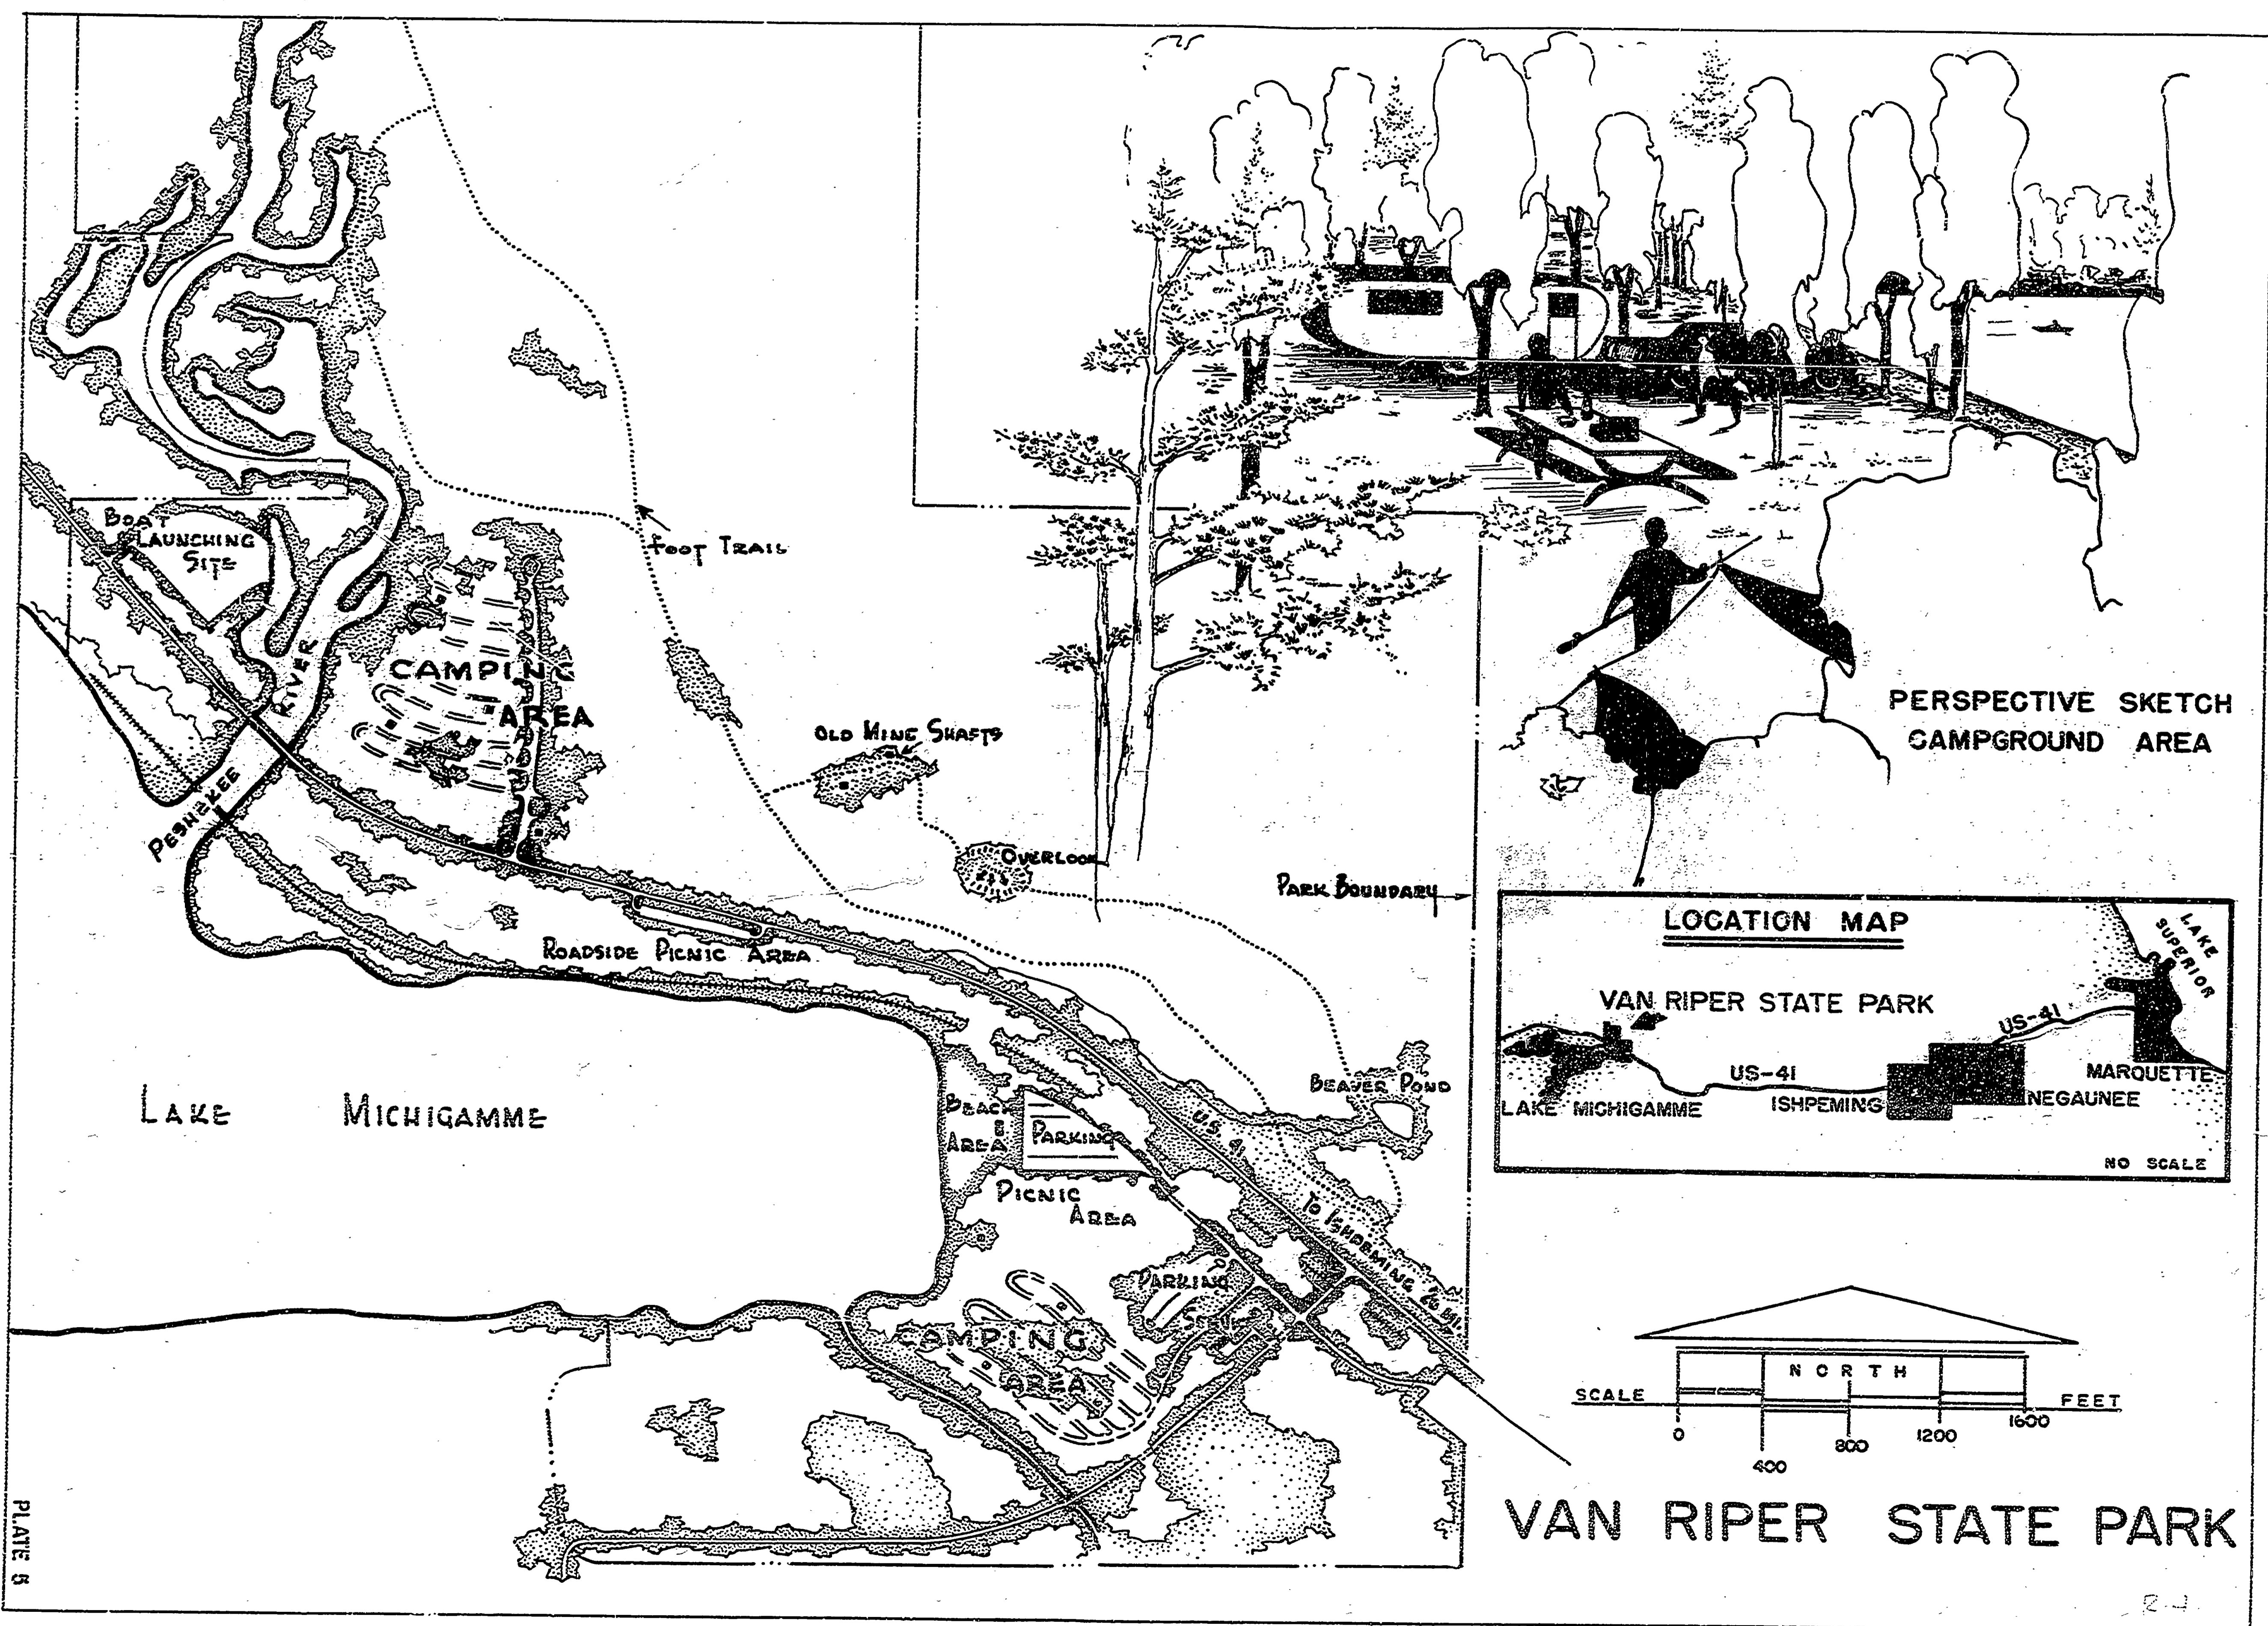 BOAT
LAUNCHING
SITE
FOOT TRAIL
RIVER
CAMPING
AREA
PESHEKEE
OLD MINE SHAFTS
OVERLOOK
PARK BOUNDARY
ROADSIDE PICNIC AREA
LAKE MICHIGAMME
BEACH
AREA
PARKING
US 41
BEAVER POND
PICNIC
AREA
TO ISHPEMING 26 MI.
PARKING
CAMPING
AREA
PERSPECTIVE SKETCH
CAMPGROUND AREA
LOCATION MAP
LAKE
SUPERIOR
VAN RIPER STATE PARK
US-41
US-41
MARQUETTE
LAKE MICHIGAMME
ISHPEMING
NEGAUNEE
NO SCALE
NORTH
SCALE
FEET
0
400
800
1200
1600
VAN RIPER STATE PARK
PLATE 5
R-4